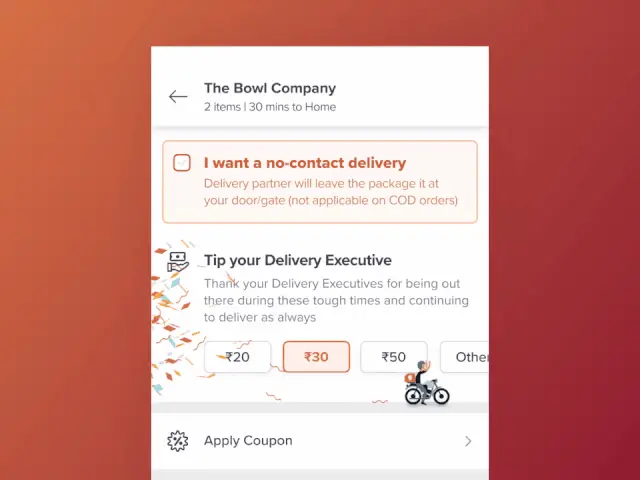 The Bowl Company
2 items | 30 mins to Home
I want a no-contact delivery
Delivery partner will leave the package it at
your door/gate (not applicable on COD orders)
Tip your Delivery Executive
Thank your Delivery Executives for being out
there during these tough times and continuing
to deliver as always
₹20 ₹30 ₹50 Other
Apply Coupon